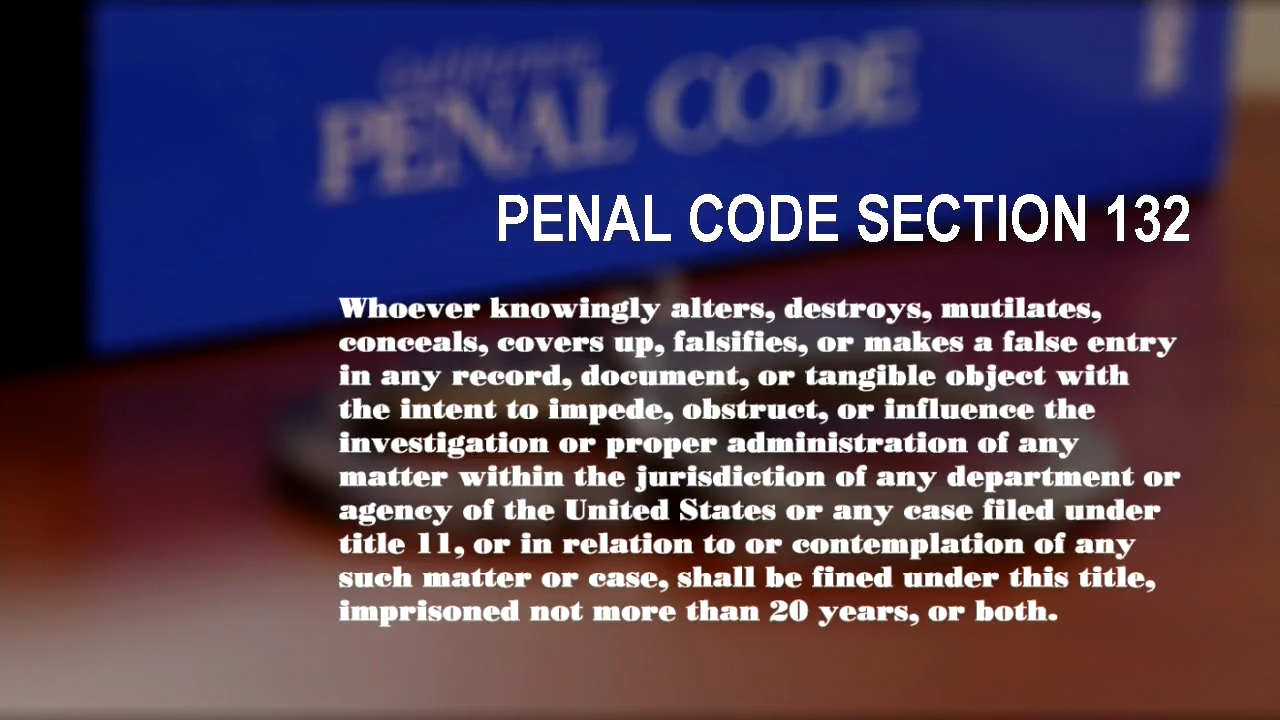 California
PENAL CODE
PENAL CODE SECTION 132
Whoever knowingly alters, destroys, mutilates,
conceals, covers up, falsifies, or makes a false entry
in any record, document, or tangible object with
the intent to impede, obstruct, or influence the
investigation or proper administration of any
matter within the jurisdiction of any department or
agency of the United States or any case filed under
title 11, or in relation to or contemplation of any
such matter or case, shall be fined under this title,
imprisoned not more than 20 years, or both.